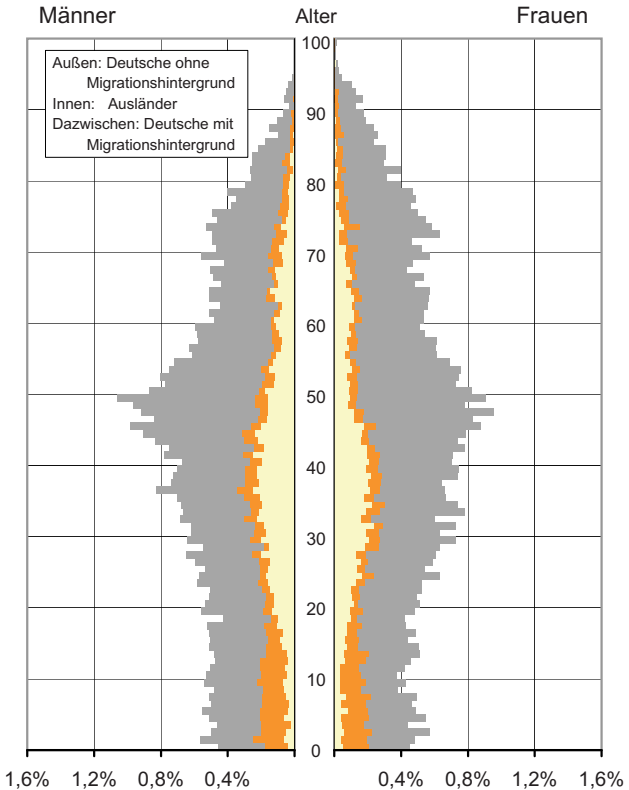 Männer Alter Frauen
100
Außen: Deutsche ohne
Migrationshintergrund
Innen: Ausländer
Dazwischen: Deutsche mit
Migrationshintergrund
90
80
70
60
50
40
30
20
10
0
1,6% 1,2% 0,8% 0,4% 0,4% 0,8% 1,2% 1,6%